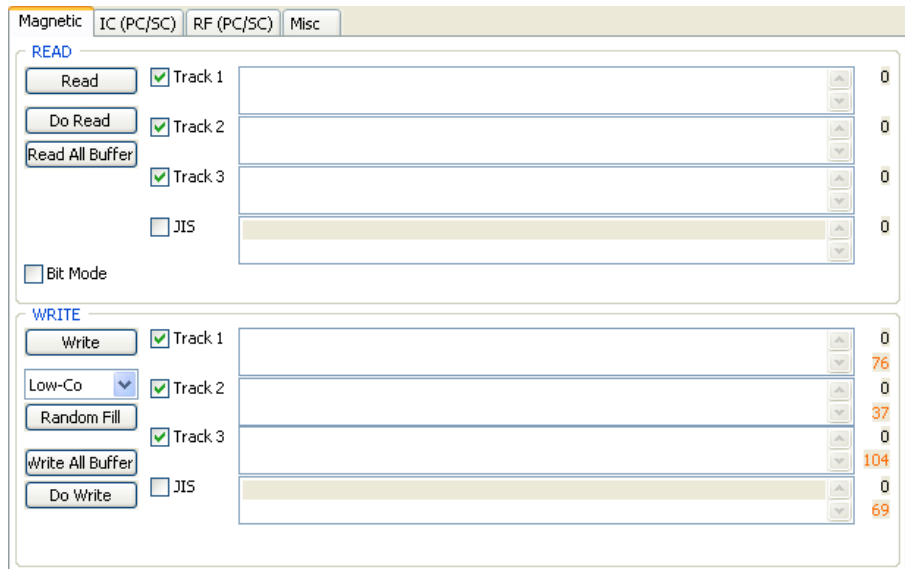 Magnetic IC (PC/SC) RF (PC/SC) Misc
READ
Read Track 1 0
Do Read Track 2 0
Read All Buffer
Track 3 0
JIS 0
Bit Mode
WRITE
Write Track 1 0
76
Low-Co Track 2 0
Random Fill 37
Track 3 0
Write All Buffer 104
Do Write JIS 0
69